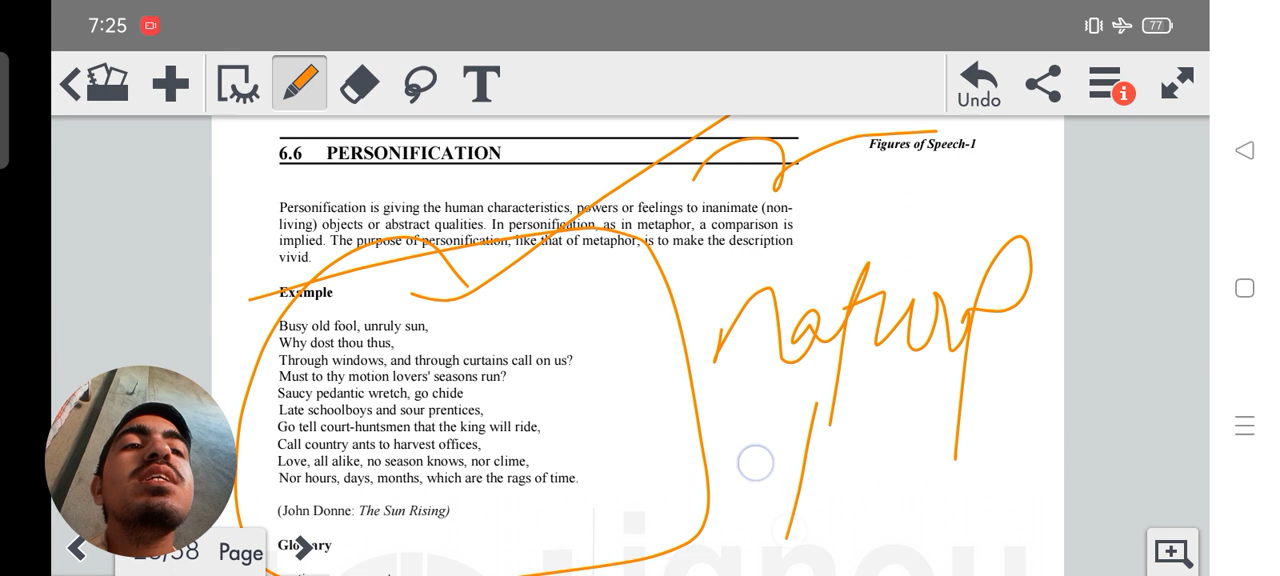 7:25
77
T
Undo
Figures of Speech-1
6.6 PERSONIFICATION
Personification is giving the human characteristics, powers or feelings to inanimate (non-
living) objects or abstract qualities. In personification, as in metaphor, a comparison is
implied. The purpose of personification, like that of metaphor, is to make the description
vivid.
Example
Busy old fool, unruly sun,
Why dost thou thus,
Through windows, and through curtains call on us?
Must to thy motion lovers' seasons run?
Saucy pedantic wretch, go chide
Late schoolboys and sour prentices,
Go tell court-huntsmen that the king will ride,
Call country ants to harvest offices,
Love, all alike, no season knows, nor clime,
Nor hours, days, months, which are the rags of time.
(John Donne: The Sun Rising)
Glossary
/58 Page
ignou